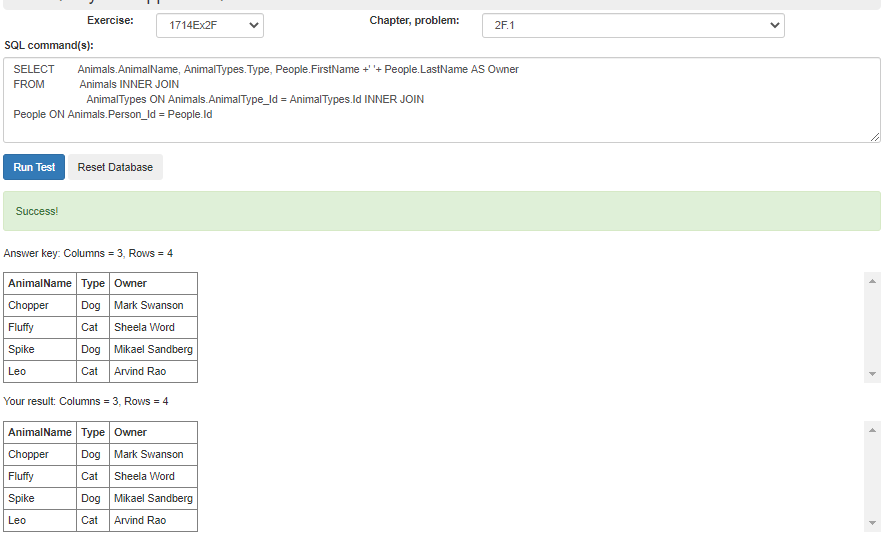 Exercise: 1714Ex2F Chapter, problem: 2F.1
SQL command(s):
SELECT Animals.AnimalName, AnimalTypes.Type, People.FirstName +' '+ People.LastName AS Owner
FROM Animals INNER JOIN
AnimalTypes ON Animals.AnimalType_Id = AnimalTypes.Id INNER JOIN
People ON Animals.Person_Id = People.Id
Run Test Reset Database
Success!
Answer key: Columns = 3, Rows = 4
AnimalName Type Owner
Chopper Dog Mark Swanson
Fluffy Cat Sheela Word
Spike Dog Mikael Sandberg
Leo Cat Arvind Rao
Your result: Columns = 3, Rows = 4
AnimalName Type Owner
Chopper Dog Mark Swanson
Fluffy Cat Sheela Word
Spike Dog Mikael Sandberg
Leo Cat Arvind Rao